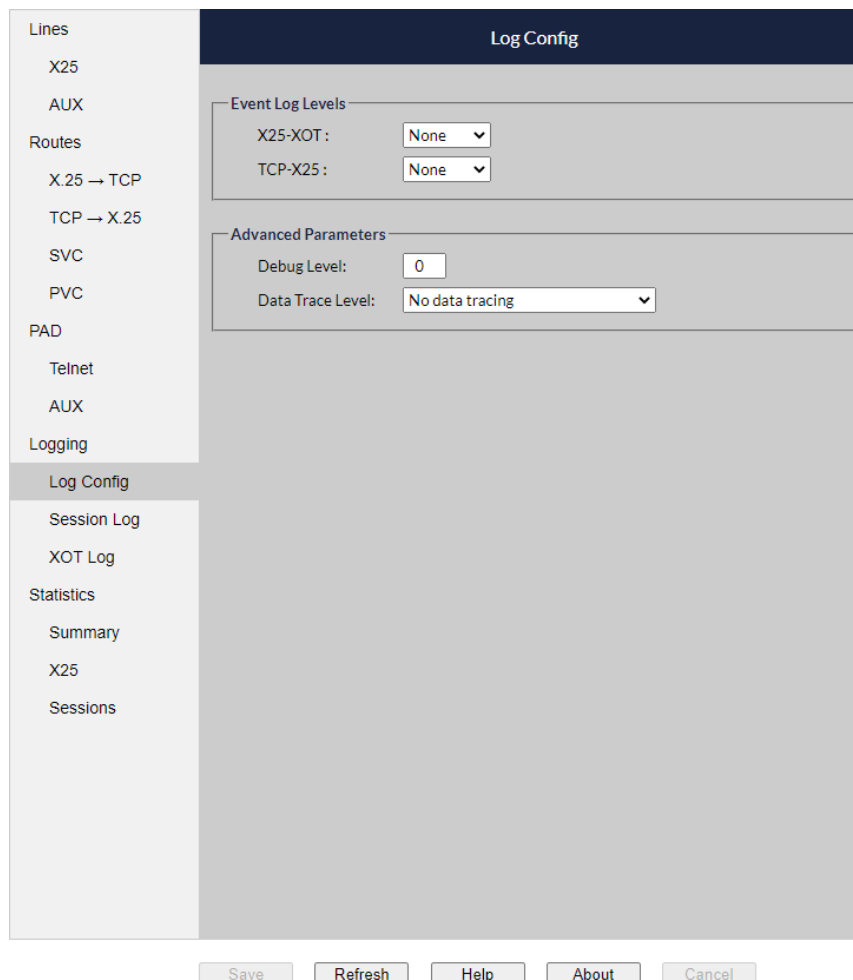 Lines
X25
AUX
Routes
X.25 → TCP
TCP → X.25
SVC
PVC
PAD
Telnet
AUX
Logging
Log Config
Session Log
XOT Log
Statistics
Summary
X25
Sessions
Log Config
Event Log Levels
X25-XOT : None
TCP-X25 : None
Advanced Parameters
Debug Level: 0
Data Trace Level: No data tracing
Save Refresh Help About Cancel